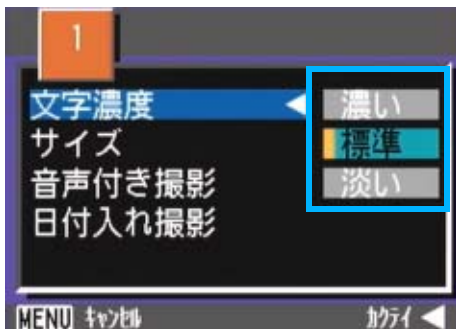 1
文字濃度 ◀ 濃い
サイズ 標準
音声付き撮影 淡い
日付入れ撮影
MENU ｷｬﾝｾﾙ ｶｸﾃｲ ◀